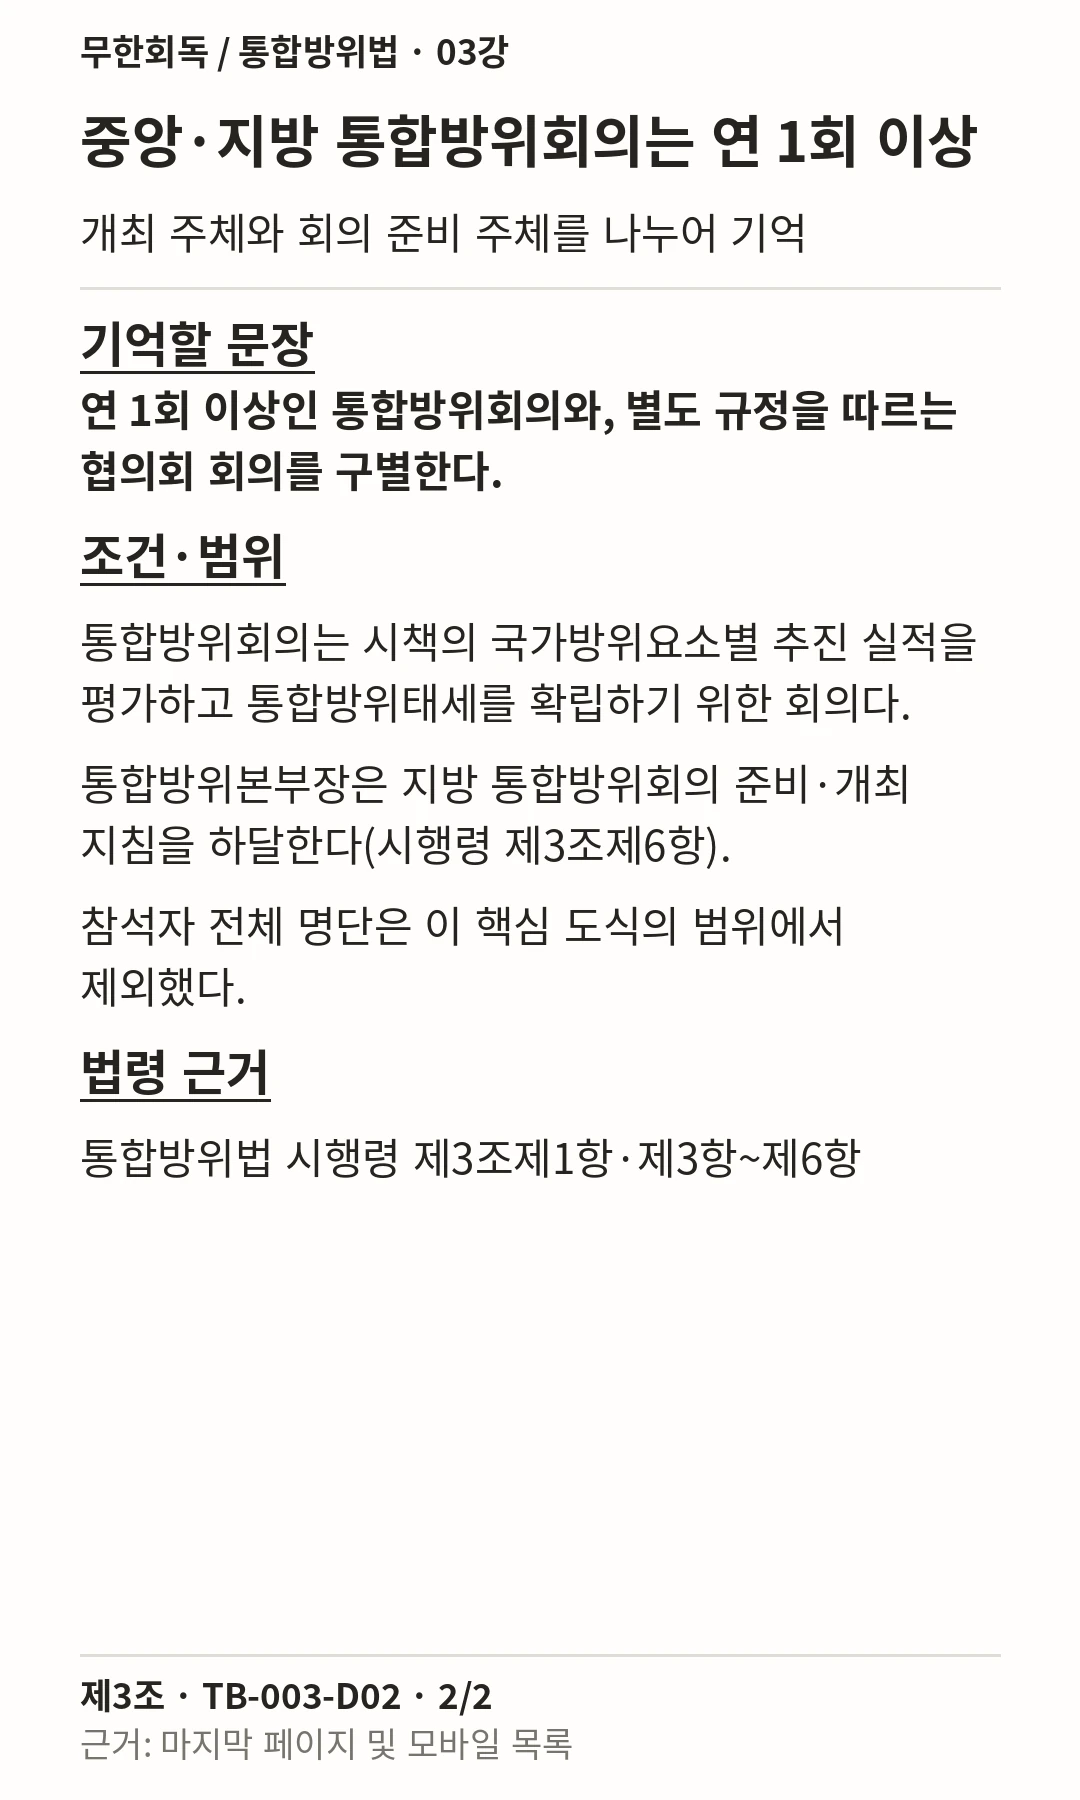 무한회독 / 통합방위법 · 03강
중앙·지방 통합방위회의는 연 1회 이상
개최 주체와 회의 준비 주체를 나누어 기억
기억할 문장
연 1회 이상인 통합방위회의와, 별도 규정을 따르는
협의회 회의를 구별한다.
조건·범위
통합방위회의는 시책의 국가방위요소별 추진 실적을
평가하고 통합방위태세를 확립하기 위한 회의다.
통합방위본부장은 지방 통합방위회의 준비·개최
지침을 하달한다(시행령 제3조제6항).
참석자 전체 명단은 이 핵심 도식의 범위에서
제외했다.
법령 근거
통합방위법 시행령 제3조제1항·제3항~제6항
제3조 · TB-003-D02 · 2/2
근거: 마지막 페이지 및 모바일 목록